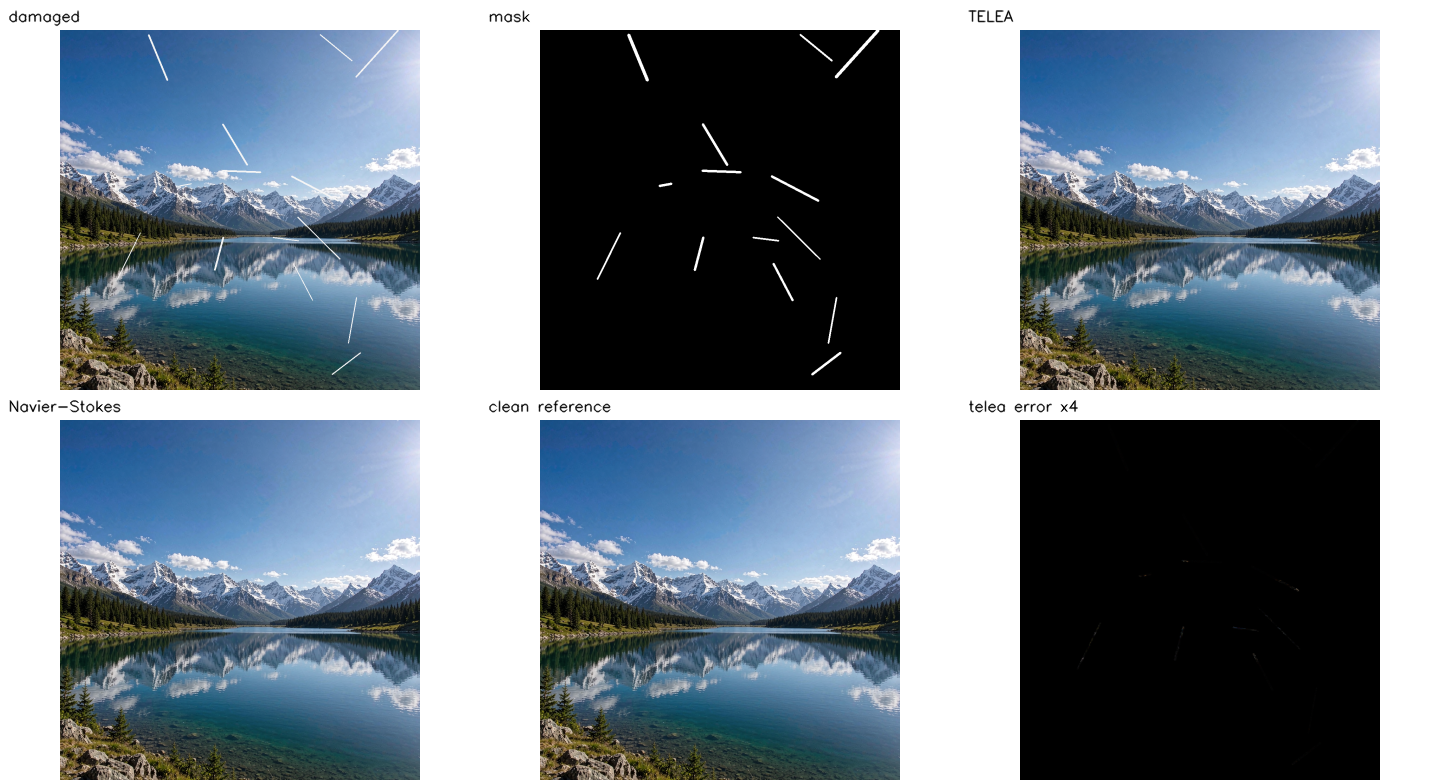 damaged
mask
TELEA
Navier-Stokes
clean reference
telea error x4